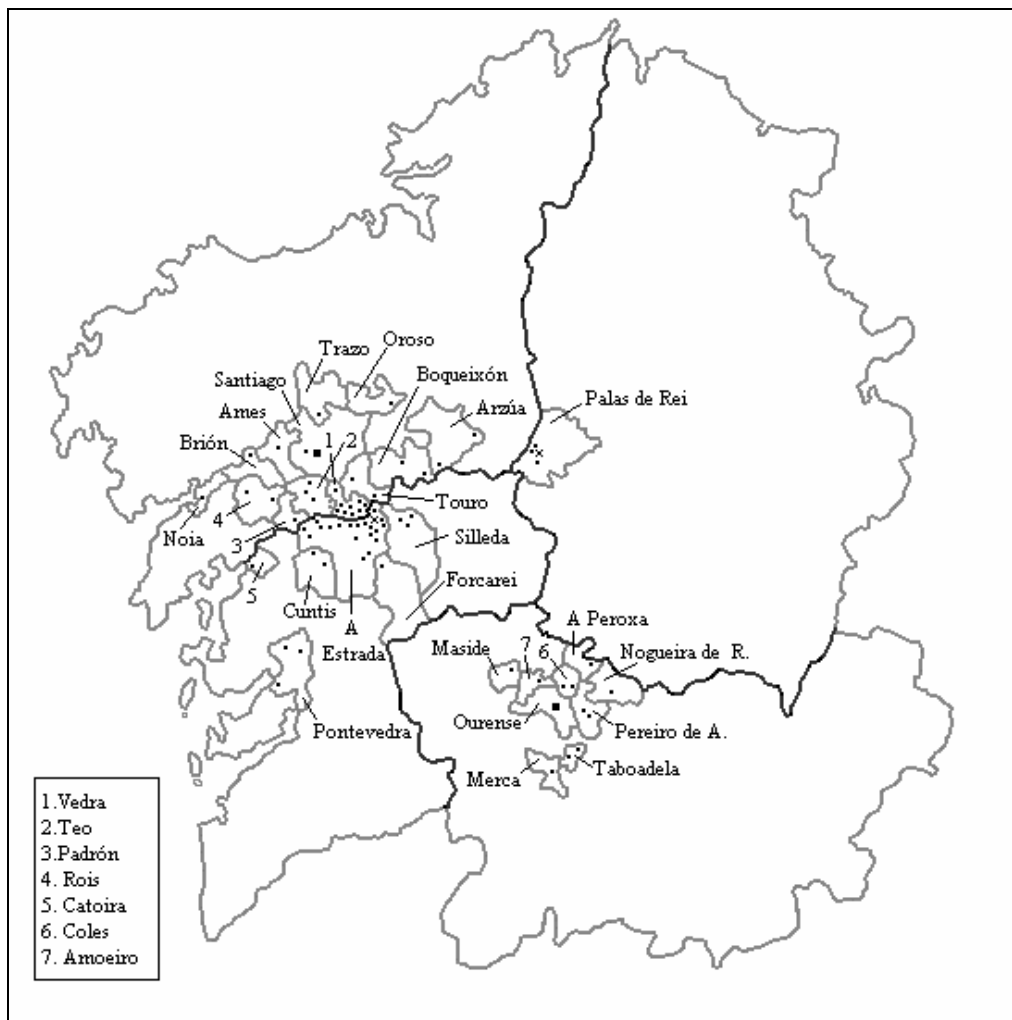 Oroso
Trazo
Boqueixón
Santiago
Arzúa
Palas de Rei
Ames
1 2
Brión
Touro
4
Noia
3
Silleda
5
Forcarei
Cuntis
A
Estrada
A Peroxa
Maside
7
6
Nogueira de R.
Ourense
Pontevedra
Pereiro de A.
Merca
Taboadela
1.Vedra
2.Teo
3.Padrón
4. Rois
5. Catoira
6. Coles
7. Amoeiro